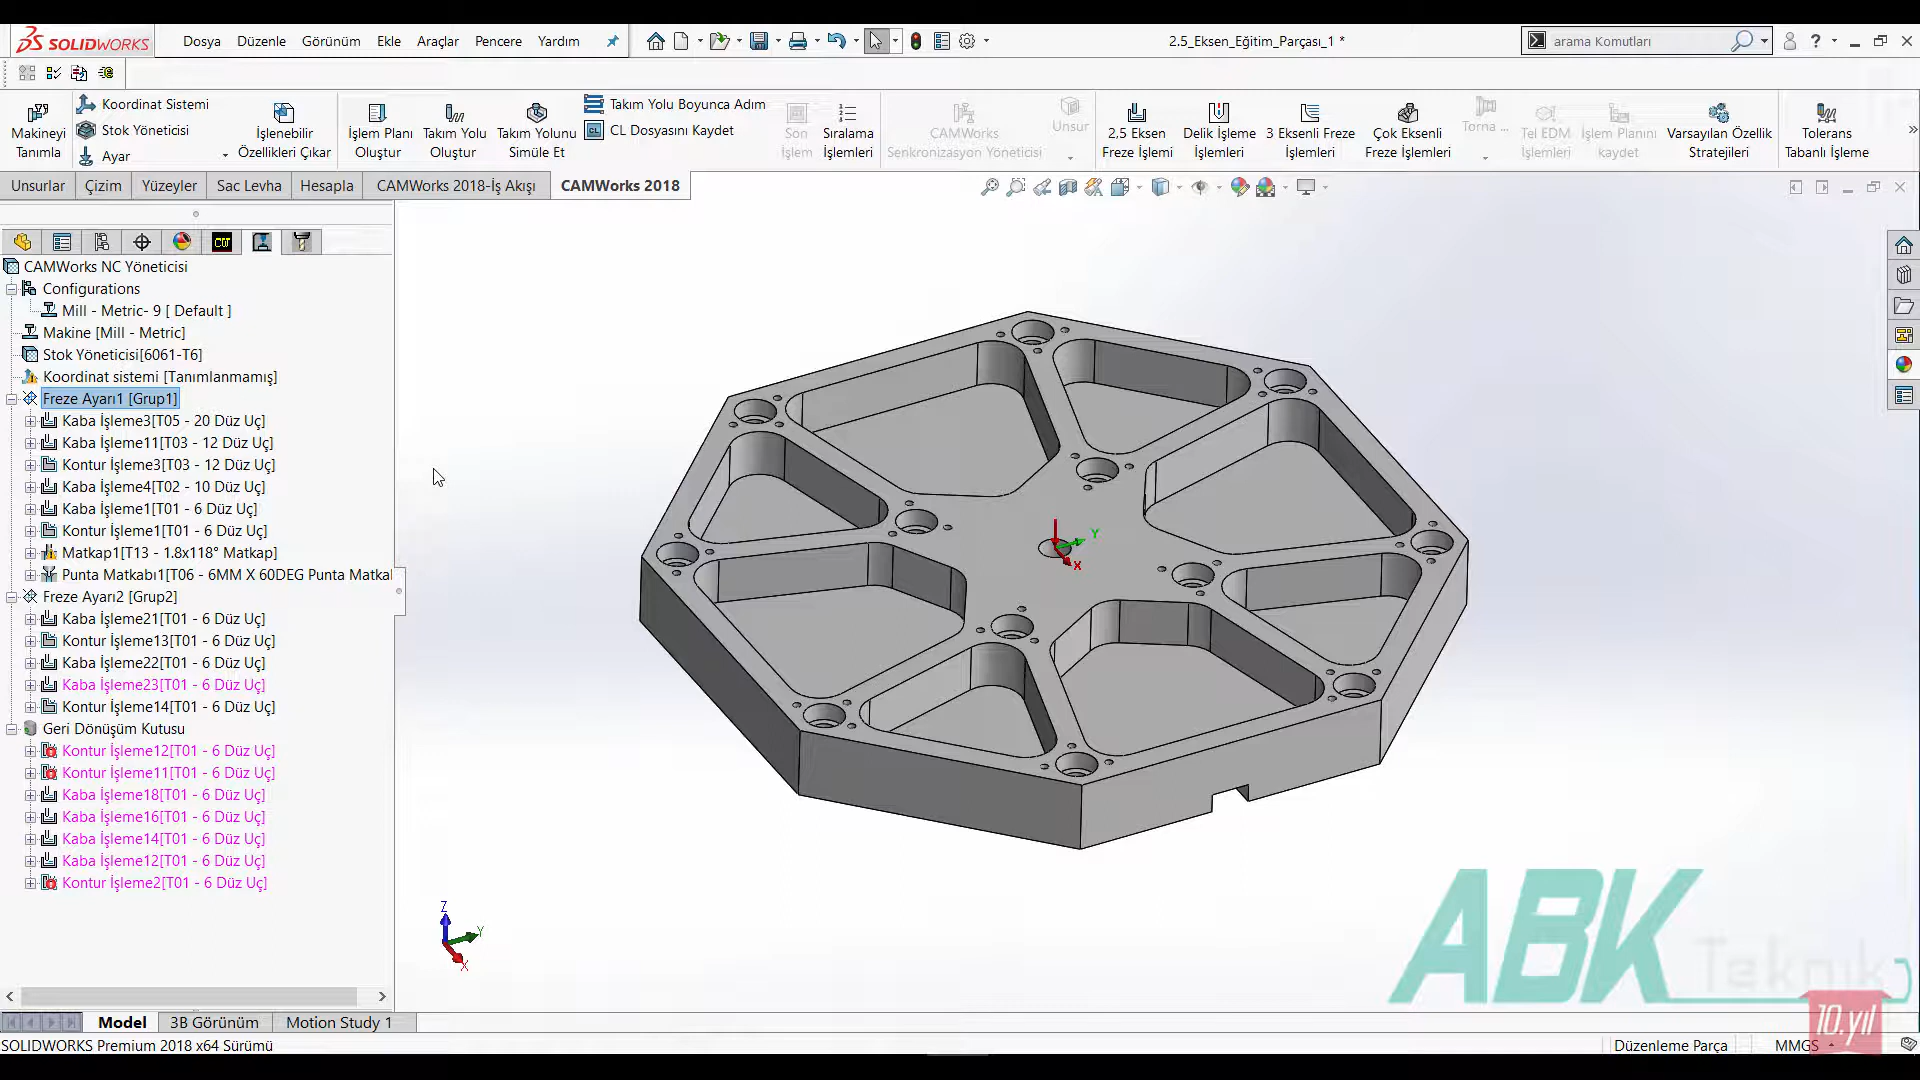 SOLIDWORKS
Dosya Düzenle Görünüm Ekle Araçlar Pencere Yardım
2.5_Eksen_Eğitim_Parçası_1 *
arama Komutları
?
Makineyi Tanımla
Koordinat Sistemi
Stok Yöneticisi
Ayar
İşlenebilir Özellikleri Çıkar
İşlem Planı Oluştur
Takım Yolu Oluştur
Takım Yolunu Simüle Et
Takım Yolu Boyunca Adım
CL Dosyasını Kaydet
Son İşlem
Sıralama İşlemleri
CAMWorks Senkronizasyon Yöneticisi
Unsur
2,5 Eksen Freze İşlemi
Delik İşleme İşlemleri
3 Eksenli Freze İşlemleri
Çok Eksenli Freze İşlemleri
Torna ...
Tel EDM İşlemleri
İşlem Planını kaydet
Varsayılan Özellik Stratejileri
Tolerans Tabanlı İşleme
Unsurlar Çizim Yüzeyler Sac Levha Hesapla CAMWorks 2018-İş Akışı CAMWorks 2018
CAMWorks NC Yöneticisi
Configurations
Mill - Metric- 9 [ Default ]
Makine [Mill - Metric]
Stok Yöneticisi[6061-T6]
Koordinat sistemi [Tanımlanmamış]
Freze Ayarı1 [Grup1]
Kaba İşleme3[T05 - 20 Düz Uç]
Kaba İşleme11[T03 - 12 Düz Uç]
Kontur İşleme3[T03 - 12 Düz Uç]
Kaba İşleme4[T02 - 10 Düz Uç]
Kaba İşleme1[T01 - 6 Düz Uç]
Kontur İşleme1[T01 - 6 Düz Uç]
Matkap1[T13 - 1.8x118° Matkap]
Punta Matkabı1[T06 - 6MM X 60DEG Punta Matka
Freze Ayarı2 [Grup2]
Kaba İşleme21[T01 - 6 Düz Uç]
Kontur İşleme13[T01 - 6 Düz Uç]
Kaba İşleme22[T01 - 6 Düz Uç]
Kaba İşleme23[T01 - 6 Düz Uç]
Kontur İşleme14[T01 - 6 Düz Uç]
Geri Dönüşüm Kutusu
Kontur İşleme12[T01 - 6 Düz Uç]
Kontur İşleme11[T01 - 6 Düz Uç]
Kaba İşleme18[T01 - 6 Düz Uç]
Kaba İşleme16[T01 - 6 Düz Uç]
Kaba İşleme14[T01 - 6 Düz Uç]
Kaba İşleme12[T01 - 6 Düz Uç]
Kontur İşleme2[T01 - 6 Düz Uç]
Y
X
Z
Y
X
ABK
Teknik
10.yıl
Model 3B Görünüm Motion Study 1
SOLIDWORKS Premium 2018 x64 Sürümü
Düzenleme Parça
MMGS